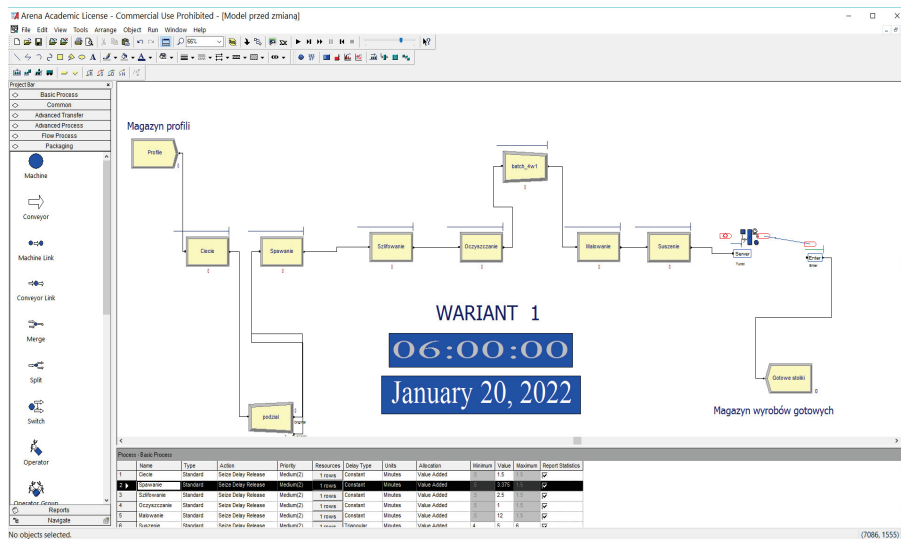 Arena Academic License - Commercial Use Prohibited - [Model przed zmianą]
File Edit View Tools Arrange Object Run Window Help
95%
Project Bar
Basic Process
Common
Advanced Transfer
Advanced Process
Flow Process
Packaging
Machine
Conveyor
Machine Link
Conveyor Link
Merge
Split
Switch
Operator
Operator Group
Reports
Navigate
Magazyn profili
Profile
Ciecie
Spawanie
Szlifowanie
Oczyszczanie
batch_4w1
Malowanie
Suszenie
Server
Enter
podzial
Gotowe stoliki
Magazyn wyrobów gotowych
WARIANT 1
06:00:00
January 20, 2022
Process - Basic Process
Name Type Action Priority Resources Delay Type Units Allocation Minimum Value Maximum Report Statistics
1 Ciecie Standard Seize Delay Release Medium(2) 1 rows Constant Minutes Value Added 1.5
2 Spawanie Standard Seize Delay Release Medium(2) 1 rows Constant Minutes Value Added 3.375
3 Szlifowanie Standard Seize Delay Release Medium(2) 1 rows Constant Minutes Value Added 2.5
4 Oczyszczanie Standard Seize Delay Release Medium(2) 1 rows Constant Minutes Value Added 1
5 Malowanie Standard Seize Delay Release Medium(2) 1 rows Constant Minutes Value Added 12
6 Suszenie Standard Seize Delay Release Medium(2) 1 rows Triangular Minutes Value Added 4 5 6
No objects selected.
(7086, 1555)